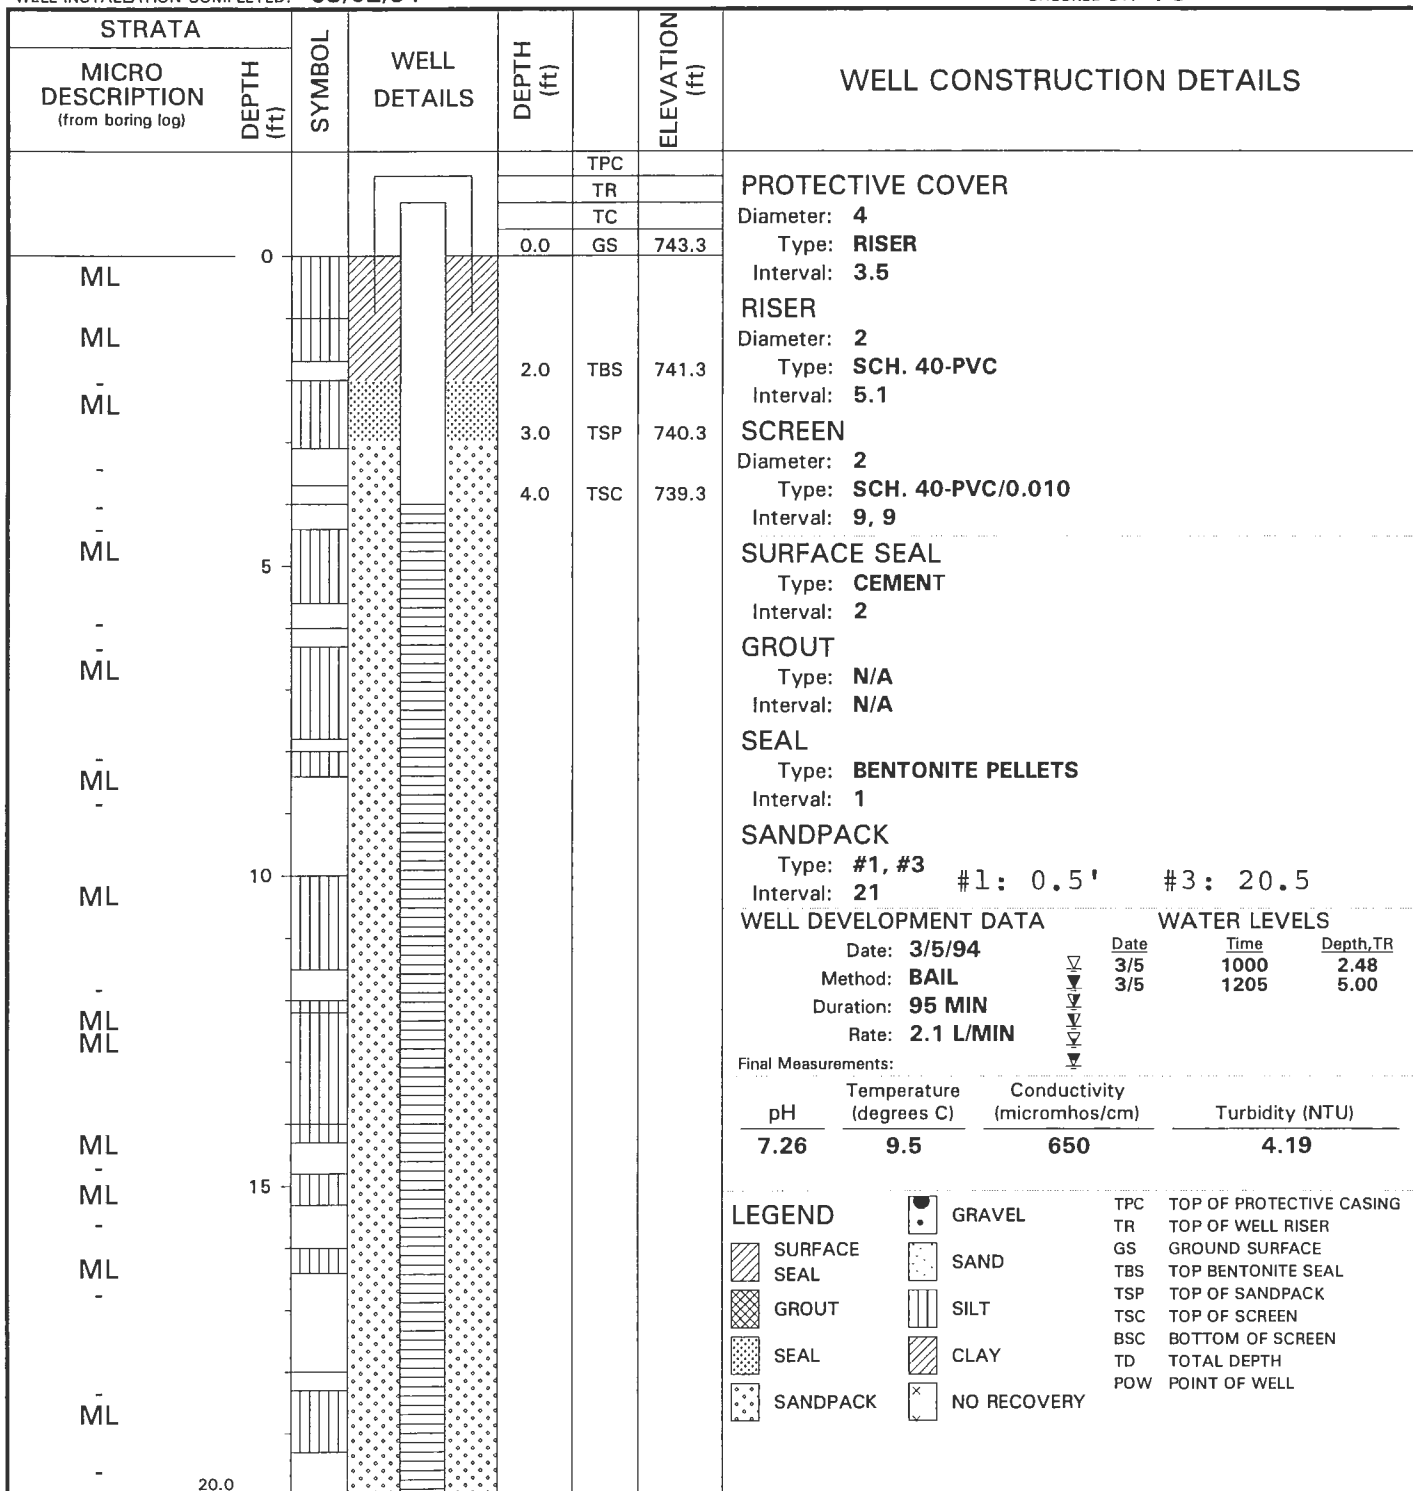 STRATA
MICRO
DESCRIPTION
(from boring log)
DEPTH
(ft)
SYMBOL
WELL
DETAILS
DEPTH
(ft)
ELEVATION
(ft)
WELL CONSTRUCTION DETAILS
TPC
TR
TC
0.0 GS 743.3
2.0 TBS 741.3
3.0 TSP 740.3
4.0 TSC 739.3
0
ML
ML
-
ML
-
-
-
ML
5
-
-
ML
-
ML
-
10
ML
-
ML
ML
ML
-
15
ML
-
ML
-
-
ML
-
20.0
PROTECTIVE COVER
Diameter: 4
Type: RISER
Interval: 3.5
RISER
Diameter: 2
Type: SCH. 40-PVC
Interval: 5.1
SCREEN
Diameter: 2
Type: SCH. 40-PVC/0.010
Interval: 9, 9
SURFACE SEAL
Type: CEMENT
Interval: 2
GROUT
Type: N/A
Interval: N/A
SEAL
Type: BENTONITE PELLETS
Interval: 1
SANDPACK
Type: #1, #3
Interval: 21
#1: 0.5' #3: 20.5
WELL DEVELOPMENT DATA
Date: 3/5/94
Method: BAIL
Duration: 95 MIN
Rate: 2.1 L/MIN
Final Measurements:
WATER LEVELS
Date Time Depth,TR
3/5 1000 2.48
3/5 1205 5.00
pH Temperature (degrees C) Conductivity (micromhos/cm) Turbidity (NTU)
7.26 9.5 650 4.19
LEGEND
SURFACE
SEAL
GROUT
SEAL
SANDPACK
GRAVEL
SAND
SILT
CLAY
NO RECOVERY
TPC TOP OF PROTECTIVE CASING
TR TOP OF WELL RISER
GS GROUND SURFACE
TBS TOP BENTONITE SEAL
TSP TOP OF SANDPACK
TSC TOP OF SCREEN
BSC BOTTOM OF SCREEN
TD TOTAL DEPTH
POW POINT OF WELL